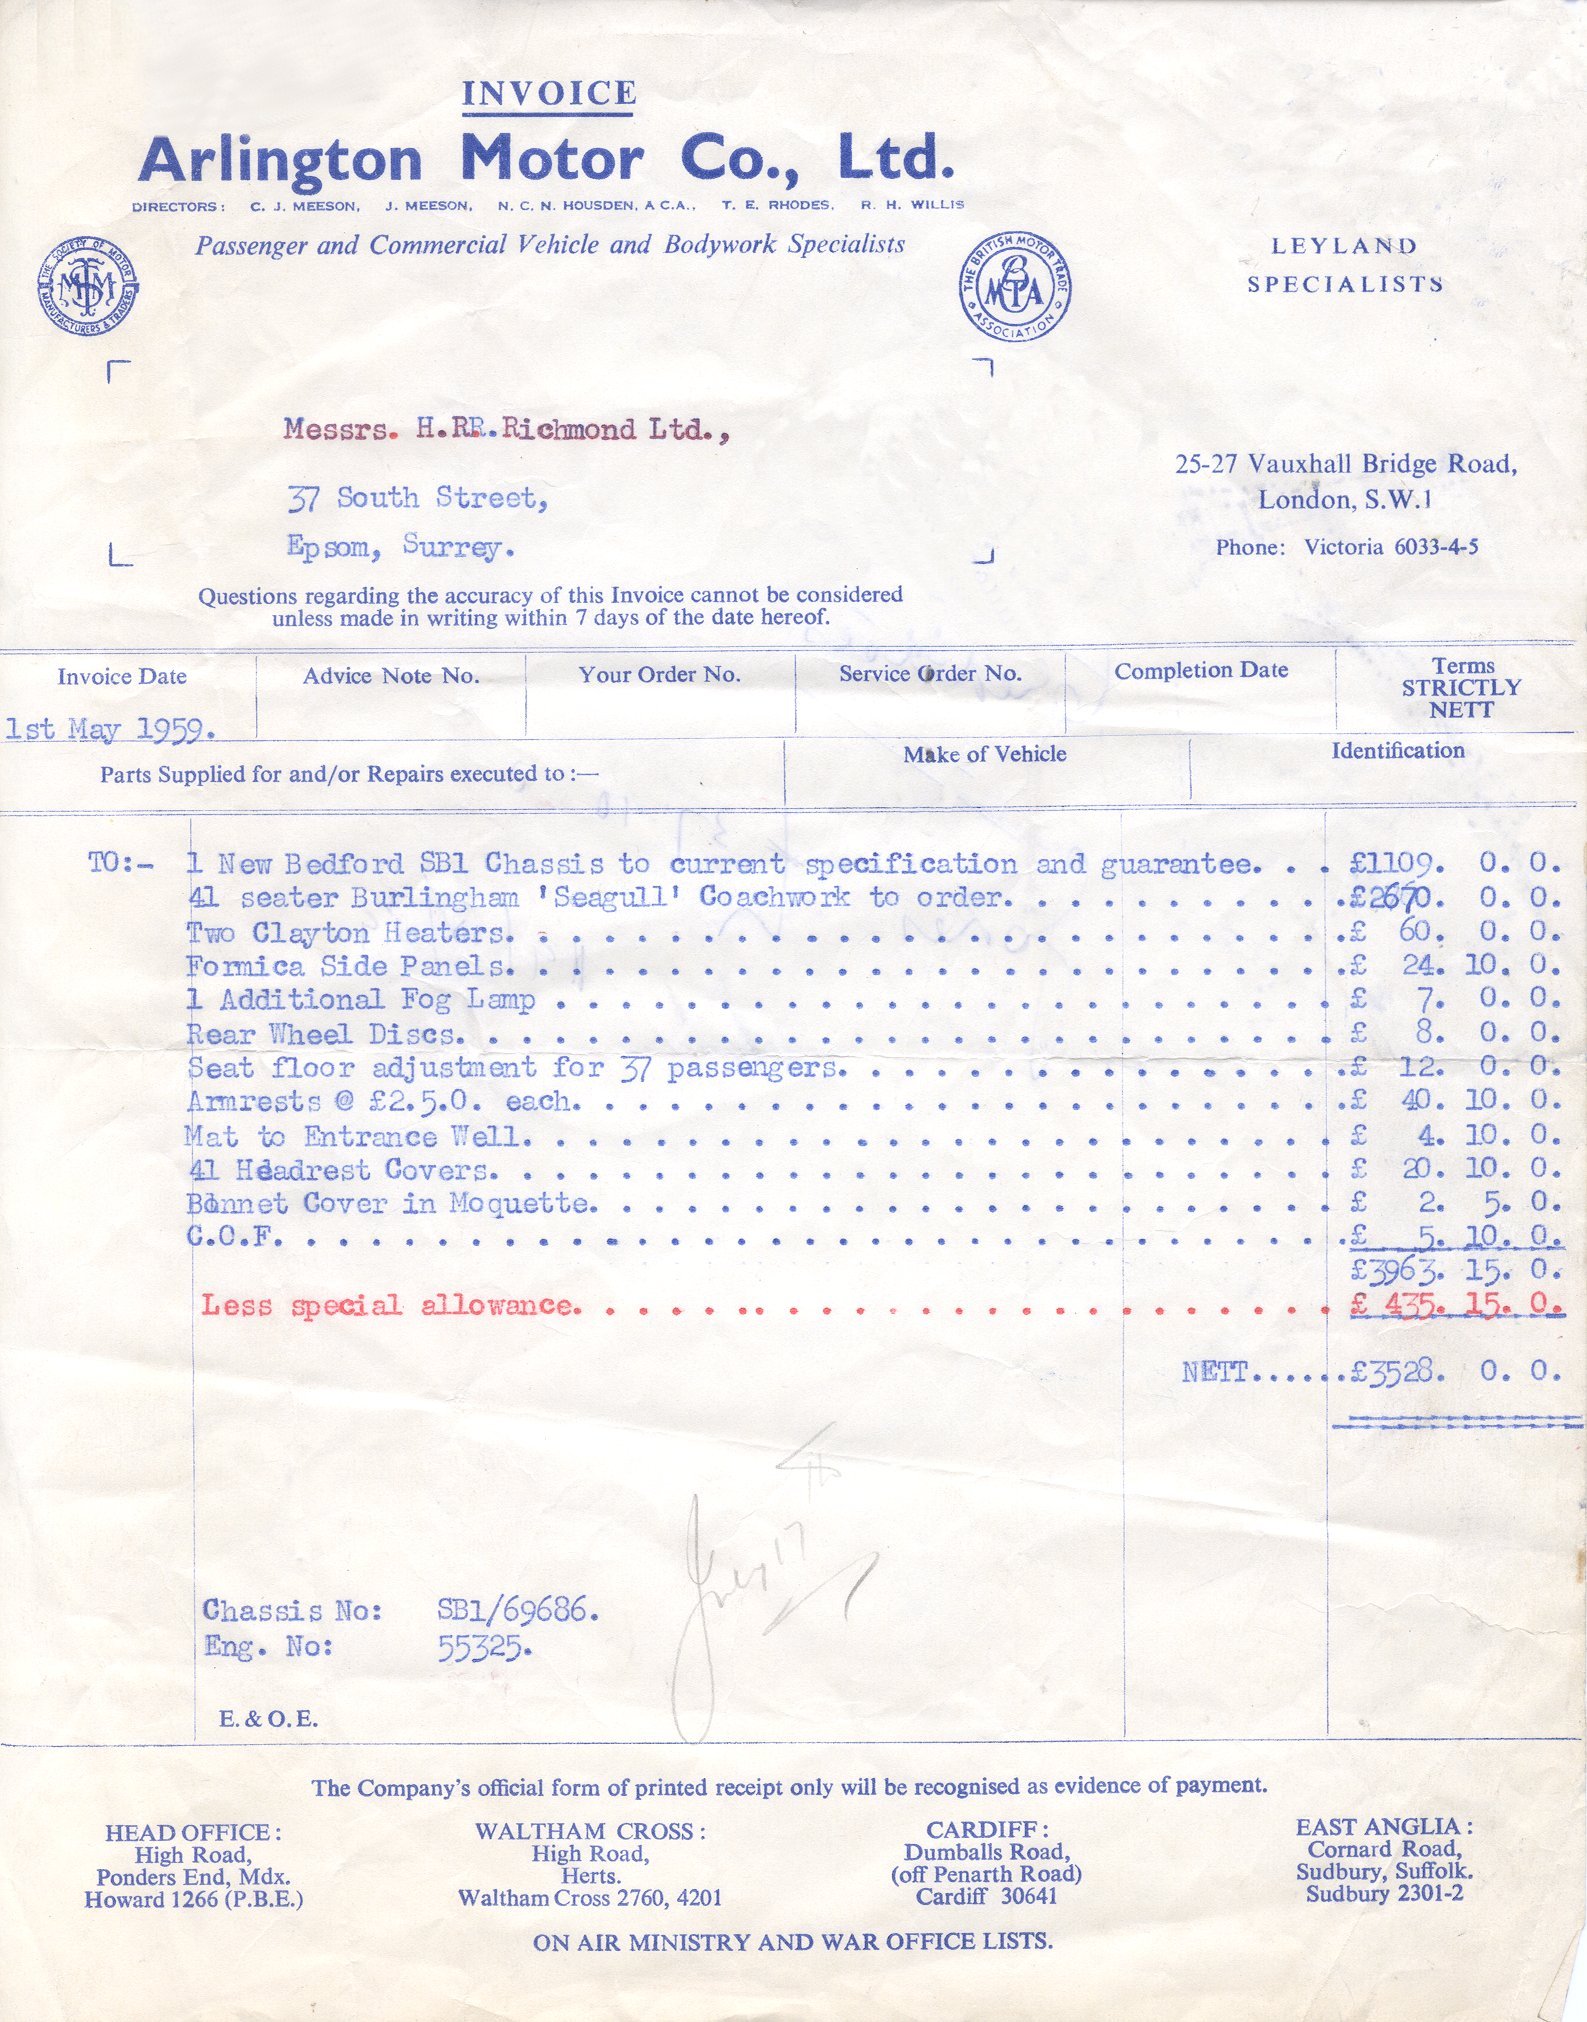 INVOICE
Arlington Motor Co., Ltd.
DIRECTORS: C. J. MEESON, J. MEESON, N. C. N. HOUSDEN, A.C.A., T. E. RHODES, R. H. WILLIS
Passenger and Commercial Vehicle and Bodywork Specialists
THE SOCIETY OF MOTOR MANUFACTURERS & TRADERS
THE BRITISH MOTOR TRADE ASSOCIATION
BMTA
LEYLAND
SPECIALISTS
Messrs. H.RR.Richmond Ltd.,
37 South Street,
Epsom, Surrey.
25-27 Vauxhall Bridge Road,
London, S.W.1
Phone: Victoria 6033-4-5
Questions regarding the accuracy of this Invoice cannot be considered
unless made in writing within 7 days of the date hereof.
Invoice Date Advice Note No. Your Order No. Service Order No. Completion Date Terms
STRICTLY
NETT
1st May 1959.
Parts Supplied for and/or Repairs executed to :— Make of Vehicle Identification
TO:- 1 New Bedford SB1 Chassis to current specification and guarantee. . . £1109. 0. 0.
41 seater Burlingham 'Seagull' Coachwork to order. . . . . . . . . . .£2670. 0. 0.
Two Clayton Heaters. . . . . . . . . . . . . . . . . . . . . . . . . .£ 60. 0. 0.
Formica Side Panels. . . . . . . . . . . . . . . . . . . . . . . . . .£ 24. 10. 0.
1 Additional Fog Lamp . . . . . . . . . . . . . . . . . . . . . . . . £ 7. 0. 0.
Rear Wheel Discs. . . . . . . . . . . . . . . . . . . . . . . . . . . £ 8. 0. 0.
Seat floor adjustment for 37 passengers. . . . . . . . . . . . . . . .£ 12. 0. 0.
Armrests @ £2.5.0. each. . . . . . . . . . . . . . . . . . . . . . . .£ 40. 10. 0.
Mat to Entrance Well. . . . . . . . . . . . . . . . . . . . . . . . . £ 4. 10. 0.
41 Headrest Covers. . . . . . . . . . . . . . . . . . . . . . . . . . £ 20. 10. 0.
Bonnet Cover in Moquette. . . . . . . . . . . . . . . . . . . . . . . £ 2. 5. 0.
C.O.F. . . . . . . . . . . . . . . . . . . . . . . . . . . . . . . . .£ 5. 10. 0.
£3963. 15. 0.
Less special allowance. . . . . . . . . . . . . . . . . . . . . . . . £ 435. 15. 0.
NETT......£3528. 0. 0.
Chassis No: SB1/69686.
Eng. No: 55325.
E. & O. E.
The Company's official form of printed receipt only will be recognised as evidence of payment.
HEAD OFFICE: WALTHAM CROSS: CARDIFF: EAST ANGLIA:
High Road, High Road, Dumballs Road, Cornard Road,
Ponders End, Mdx. Herts. (off Penarth Road) Sudbury, Suffolk.
Howard 1266 (P.B.E.) Waltham Cross 2760, 4201 Cardiff 30641 Sudbury 2301-2
ON AIR MINISTRY AND WAR OFFICE LISTS.